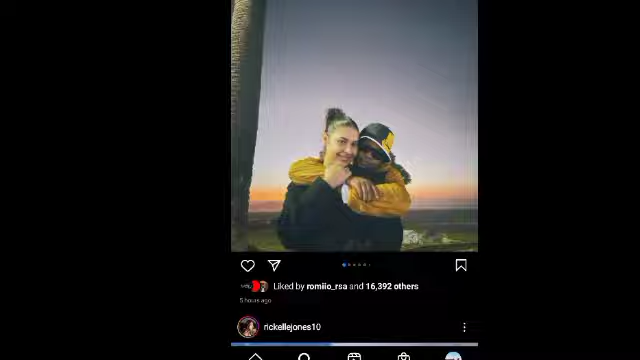 Liked by romiio_rsa and 16,392 others
5 hours ago
rickellejones10